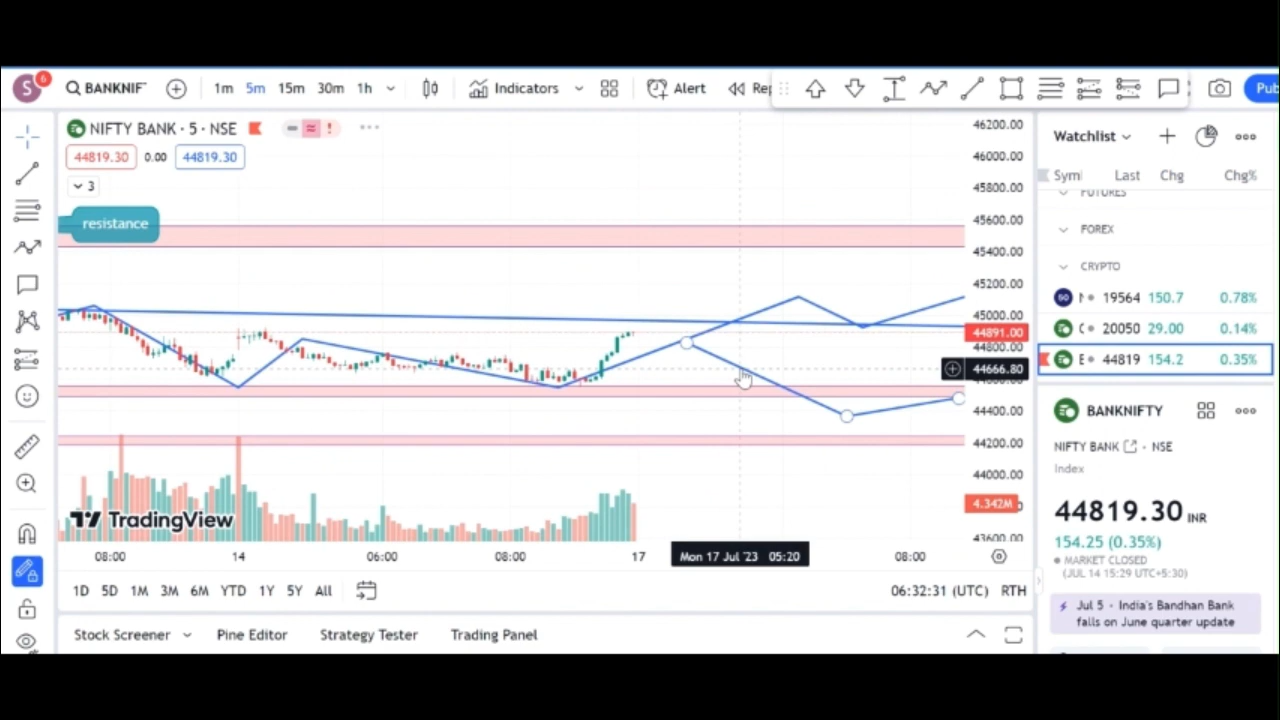 S
6
BANKNIF
1m 5m 15m 30m 1h
Indicators
Alert
Rep
Pub
NIFTY BANK · 5 · NSE
44819.30 0.00 44819.30
3
resistance
46200.00
46000.00
45800.00
45600.00
45400.00
45200.00
45000.00
44891.00
44800.00
44666.80
44400.00
44200.00
44000.00
4.342M
43600.00
TradingView
08:00 14 06:00 08:00 17 Mon 17 Jul '23 05:20 08:00
1D 5D 1M 3M 6M YTD 1Y 5Y All
06:32:31 (UTC) RTH
Stock Screener Pine Editor Strategy Tester Trading Panel
Watchlist
Syml Last Chg Chg%
FUTURES
FOREX
CRYPTO
50 19564 150.7 0.78%
20050 29.00 0.14%
44819 154.2 0.35%
BANKNIFTY
NIFTY BANK · NSE
Index
44819.30 INR
154.25 (0.35%)
MARKET CLOSED
(JUL 14 15:29 UTC+5:30)
Jul 5 · India's Bandhan Bank
falls on June quarter update